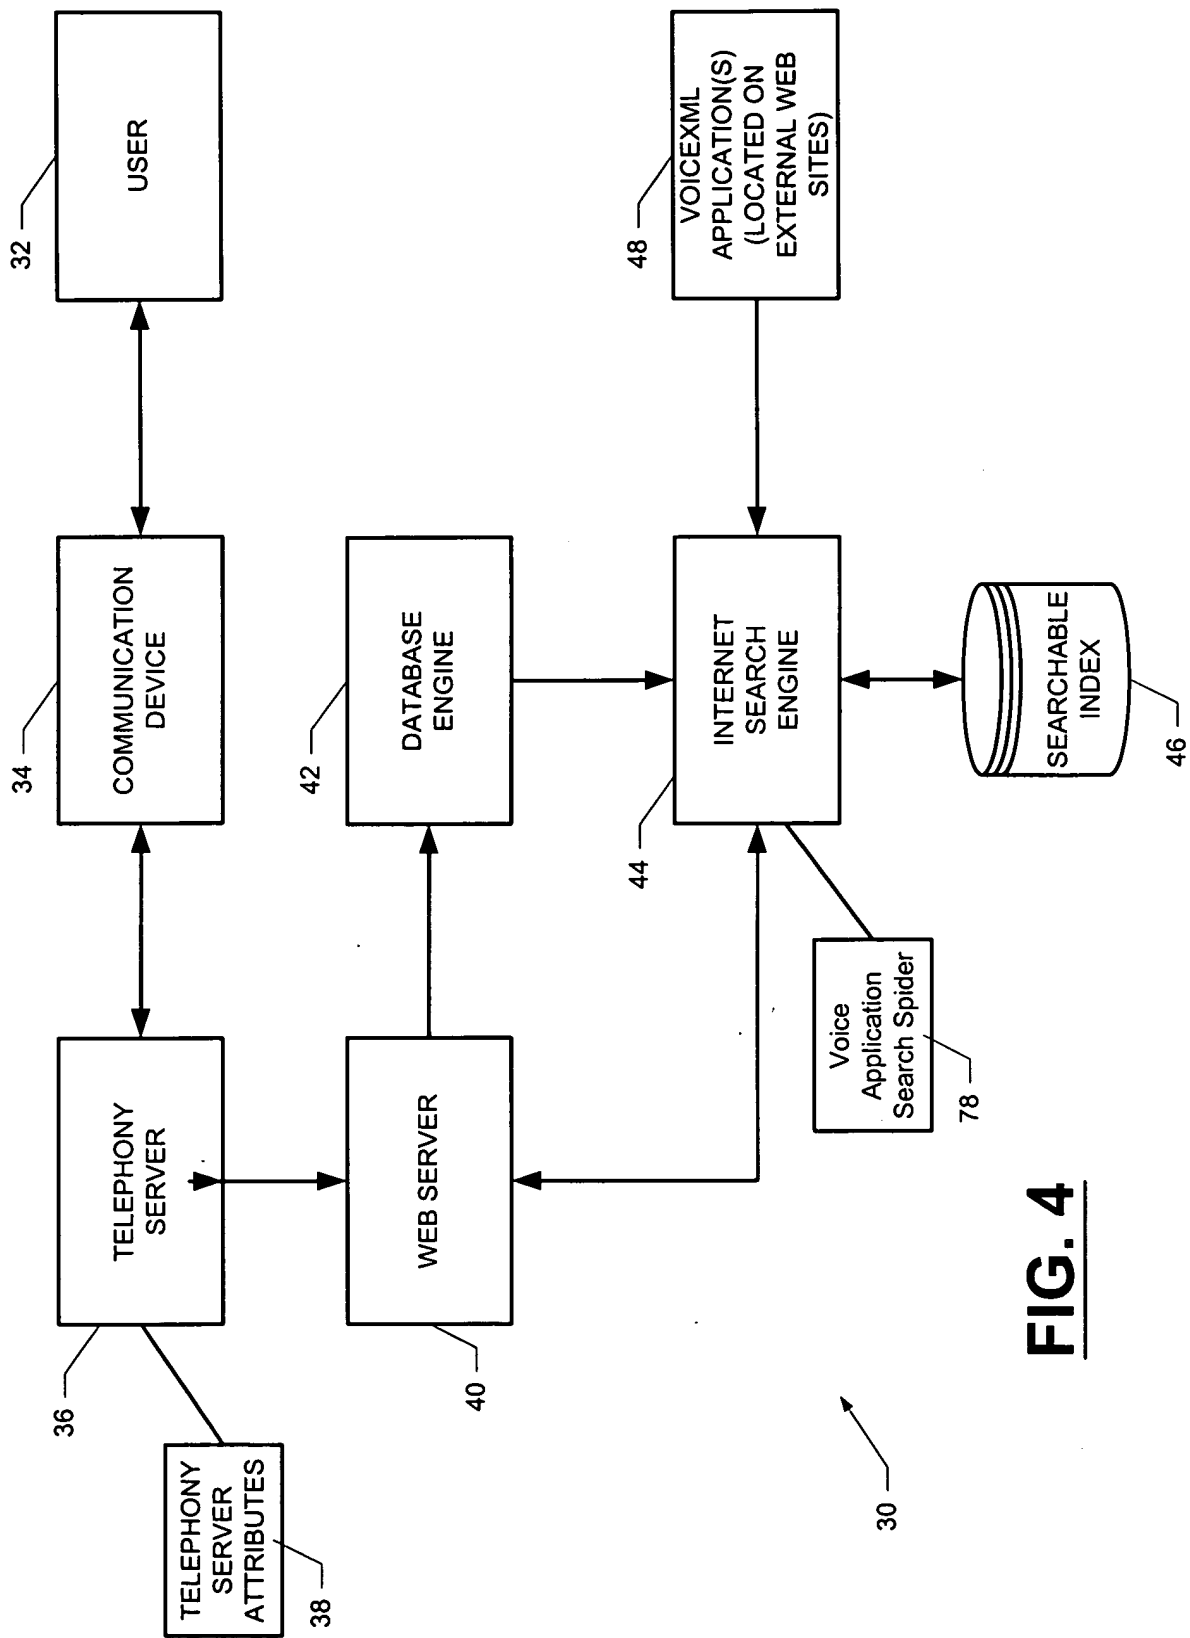 32
USER
34
COMMUNICATION
DEVICE
36
TELEPHONY
SERVER
TELEPHONY
SERVER
ATTRIBUTES
38
42
DATABASE
ENGINE
WEB SERVER
40
48
VOICEXML
APPLICATION(S)
(LOCATED ON
EXTERNAL WEB
SITES)
44
INTERNET
SEARCH
ENGINE
Voice
Application
Search Spider
78
SEARCHABLE
INDEX
46
30
FIG. 4